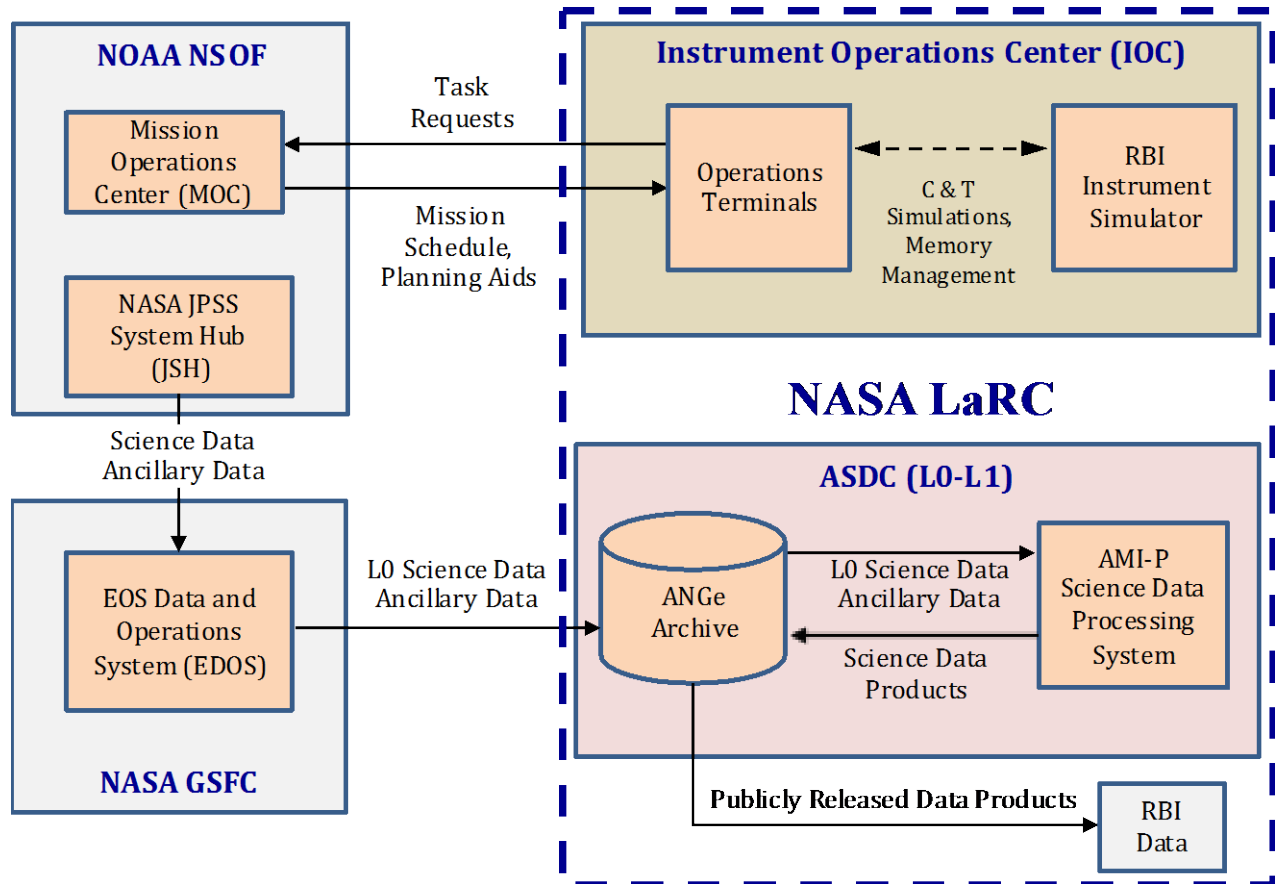 NOAA NSOF
Mission
Operations
Center (MOC)
NASA JPSS
System Hub
(JSH)
Task
Requests
Mission
Schedule,
Planning Aids
Instrument Operations Center (IOC)
Operations
Terminals
C & T
Simulations,
Memory
Management
RBI
Instrument
Simulator
NASA LaRC
Science Data
Ancillary Data
EOS Data and
Operations
System (EDOS)
NASA GSFC
L0 Science Data
Ancillary Data
ASDC (L0-L1)
ANGe
Archive
L0 Science Data
Ancillary Data
Science Data
Products
AMI-P
Science Data
Processing
System
Publicly Released Data Products
RBI
Data